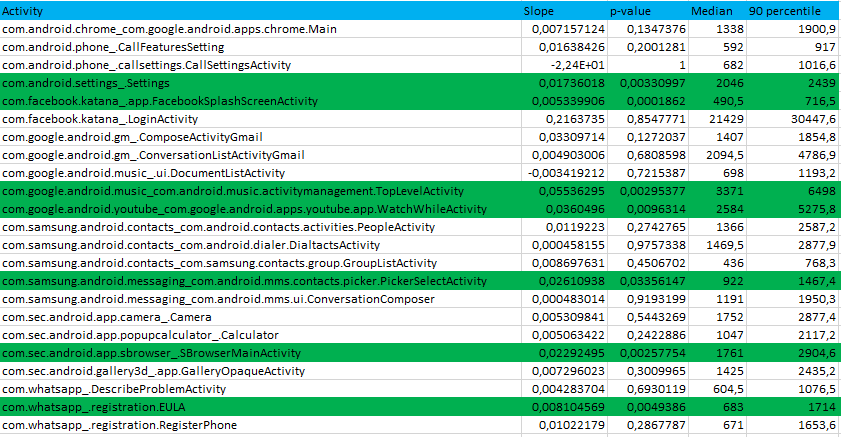 Activity Slope p-value Median 90 percentile
com.android.chrome_com.google.android.apps.chrome.Main 0,007157124 0,1347376 1338 1900,9
com.android.phone_.CallFeaturesSetting 0,01638426 0,2001281 592 917
com.android.phone_.callsettings.CallSettingsActivity -2,24E+01 1 682 1016,6
com.android.settings_.Settings 0,01736018 0,00330997 2046 2439
com.facebook.katana_.app.FacebookSplashScreenActivity 0,005339906 0,0001862 490,5 716,5
com.facebook.katana_.LoginActivity 0,2163735 0,8547771 21429 30447,6
com.google.android.gm_.ComposeActivityGmail 0,03309714 0,1272037 1407 1854,8
com.google.android.gm_.ConversationListActivityGmail 0,004903006 0,6808598 2094,5 4786,9
com.google.android.music_.ui.DocumentListActivity -0,003419212 0,7215387 698 1193,2
com.google.android.music_com.android.music.activitymanagement.TopLevelActivity 0,05536295 0,00295377 3371 6498
com.google.android.youtube_com.google.android.apps.youtube.app.WatchWhileActivity 0,0360496 0,0096314 2584 5275,8
com.samsung.android.contacts_com.android.contacts.activities.PeopleActivity 0,0119223 0,2742765 1366 2587,2
com.samsung.android.contacts_com.android.dialer.DialtactsActivity 0,000458155 0,9757338 1469,5 2877,9
com.samsung.android.contacts_com.samsung.contacts.group.GroupListActivity 0,008697631 0,4506702 436 768,3
com.samsung.android.messaging_com.android.mms.contacts.picker.PickerSelectActivity 0,02610938 0,03356147 922 1467,4
com.samsung.android.messaging_com.android.mms.ui.ConversationComposer 0,000483014 0,9193199 1191 1950,3
com.sec.android.app.camera_.Camera 0,005309841 0,5443269 1752 2877,4
com.sec.android.app.popupcalculator_.Calculator 0,005063422 0,2422886 1047 2117,2
com.sec.android.app.sbrowser_.SBrowserMainActivity 0,02292495 0,00257754 1761 2904,6
com.sec.android.gallery3d_.app.GalleryOpaqueActivity 0,007296023 0,3009965 1425 2435,2
com.whatsapp_.DescribeProblemActivity 0,004283704 0,6930119 604,5 1076,5
com.whatsapp_.registration.EULA 0,008104569 0,0049386 683 1714
com.whatsapp_.registration.RegisterPhone 0,01022179 0,2867787 671 1653,6